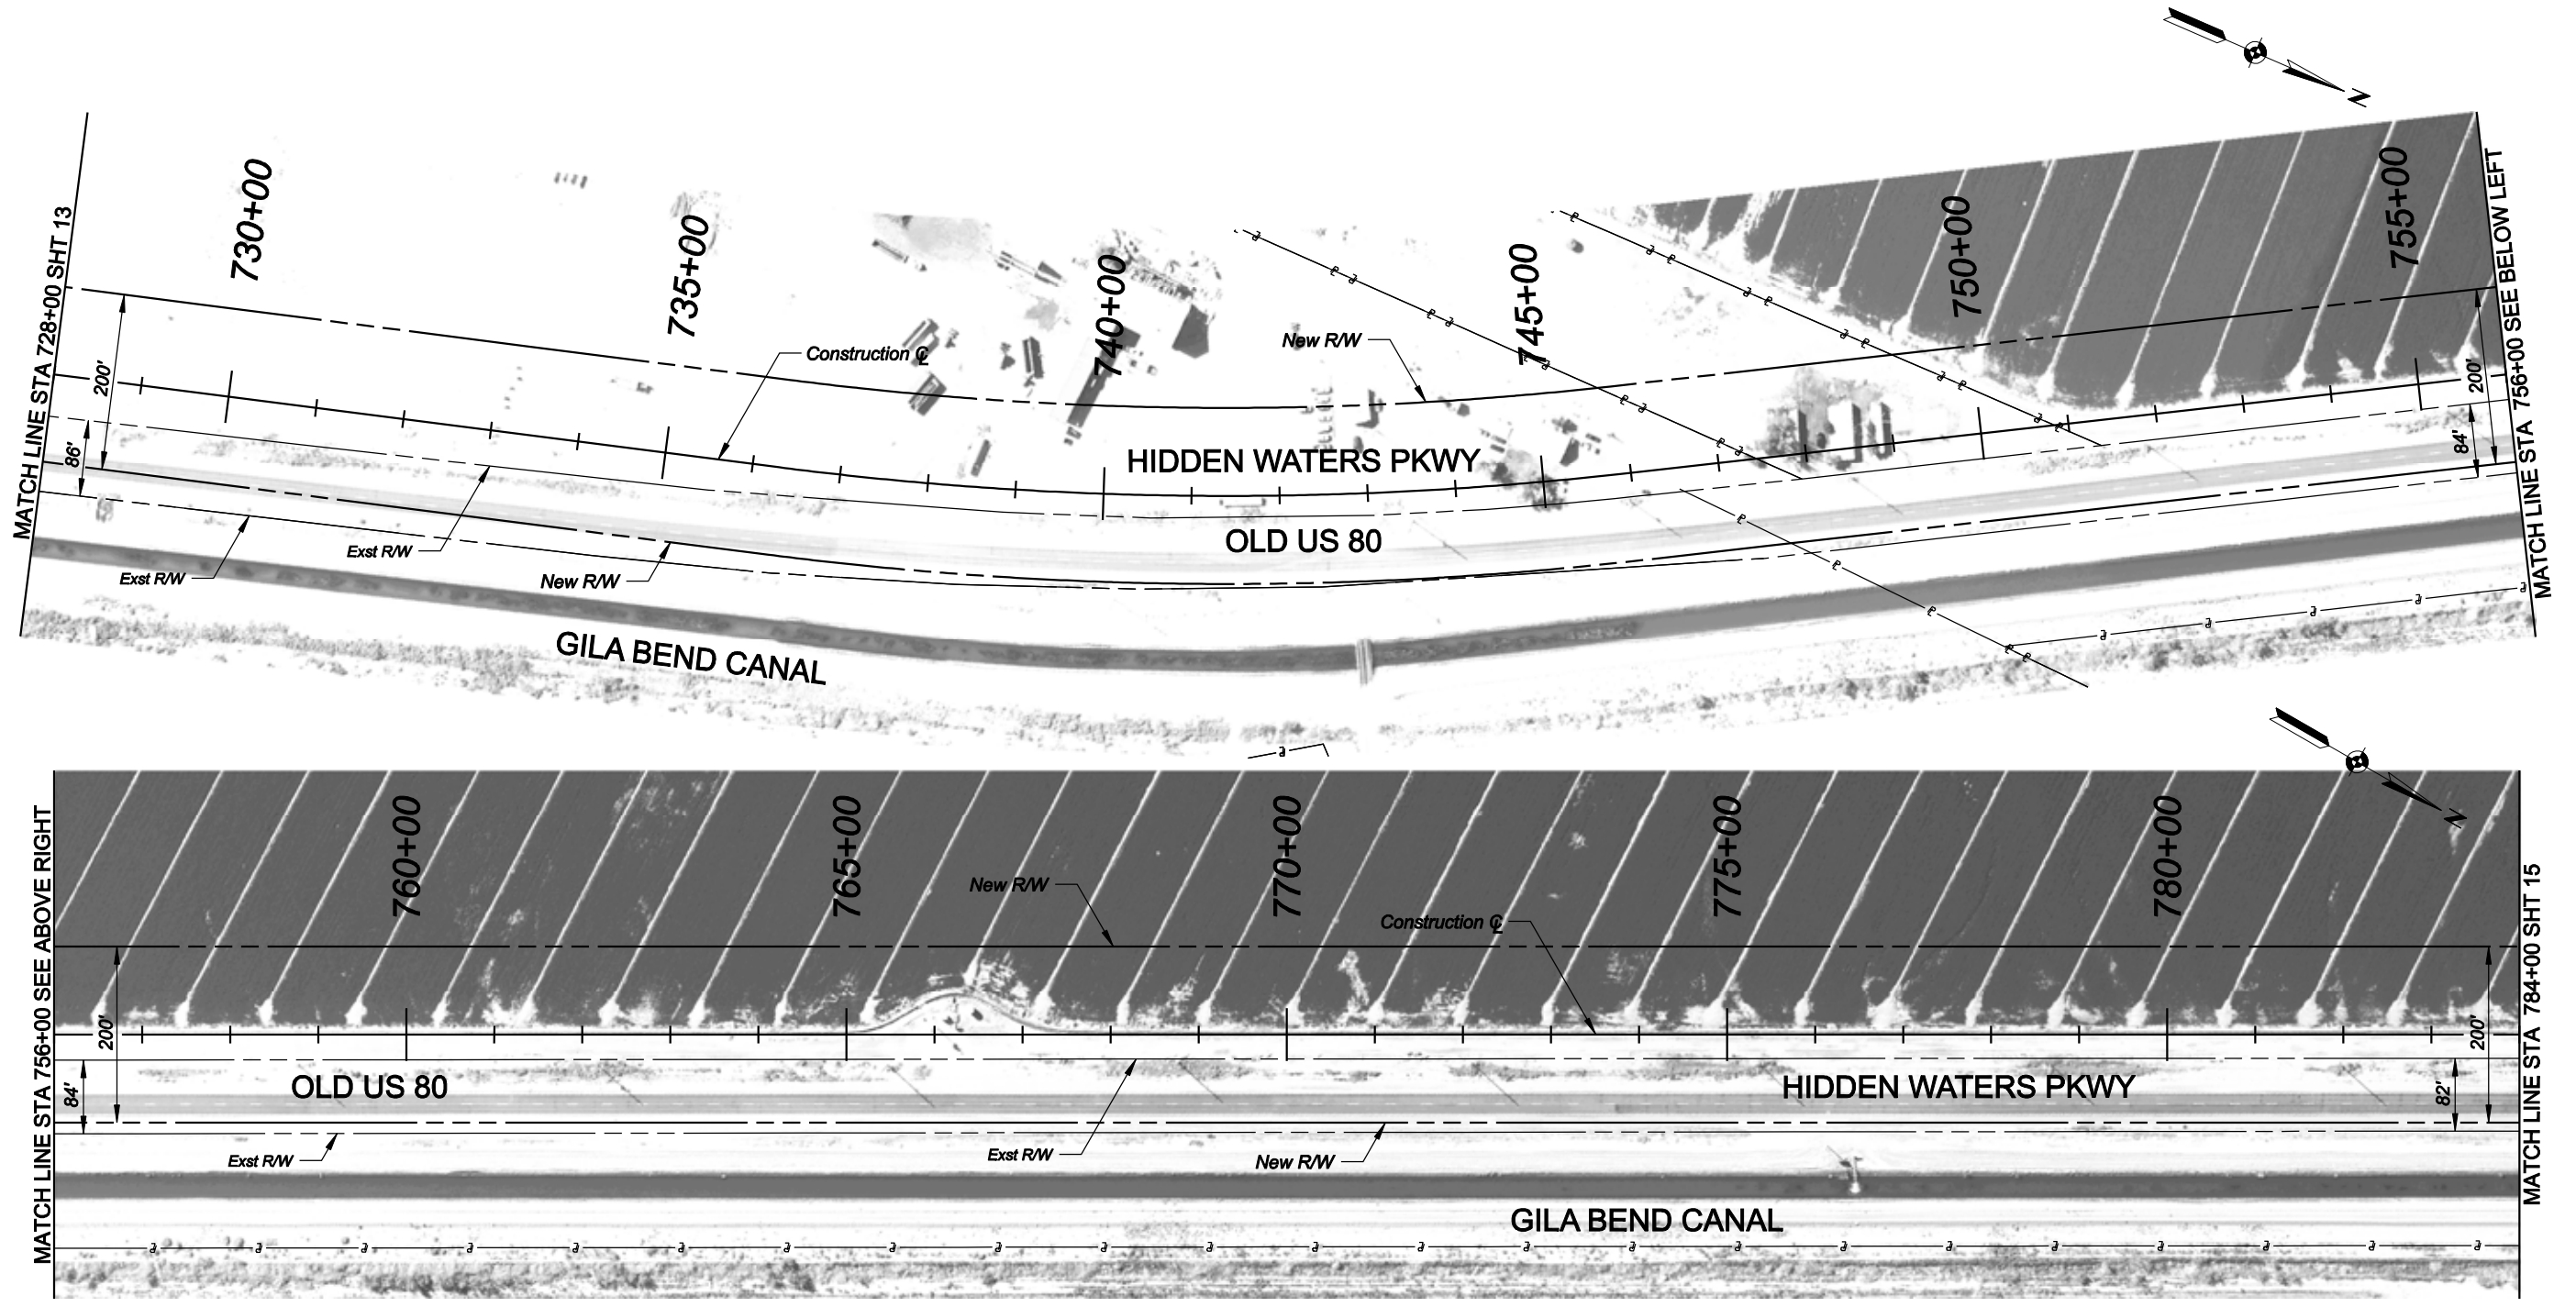 N
MATCH LINE STA 728+00 SHT 13
730+00
735+00
740+00
745+00
750+00
755+00
MATCH LINE STA 756+00 SEE BELOW LEFT
200'
86'
Construction ℄
New R/W
HIDDEN WATERS PKWY
OLD US 80
200'
84'
Exst R/W
Exst R/W
New R/W
GILA BEND CANAL
N
MATCH LINE STA 756+00 SEE ABOVE RIGHT
760+00
765+00
770+00
775+00
780+00
MATCH LINE STA 784+00 SHT 15
New R/W
Construction ℄
200'
84'
OLD US 80
HIDDEN WATERS PKWY
200'
82'
Exst R/W
Exst R/W
New R/W
GILA BEND CANAL